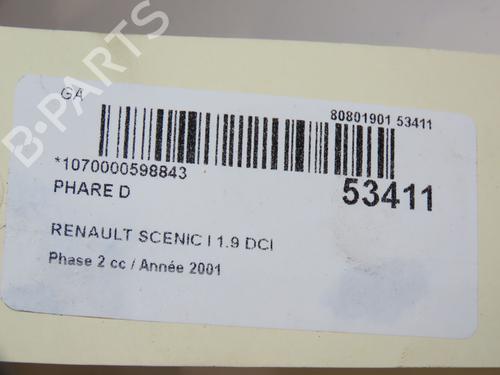 GA
80801901 53411
*1070000598843
53411
PHARE D
RENAULT SCENIC I 1.9 DCI
Phase 2 cc / Année 2001
B-PARTS